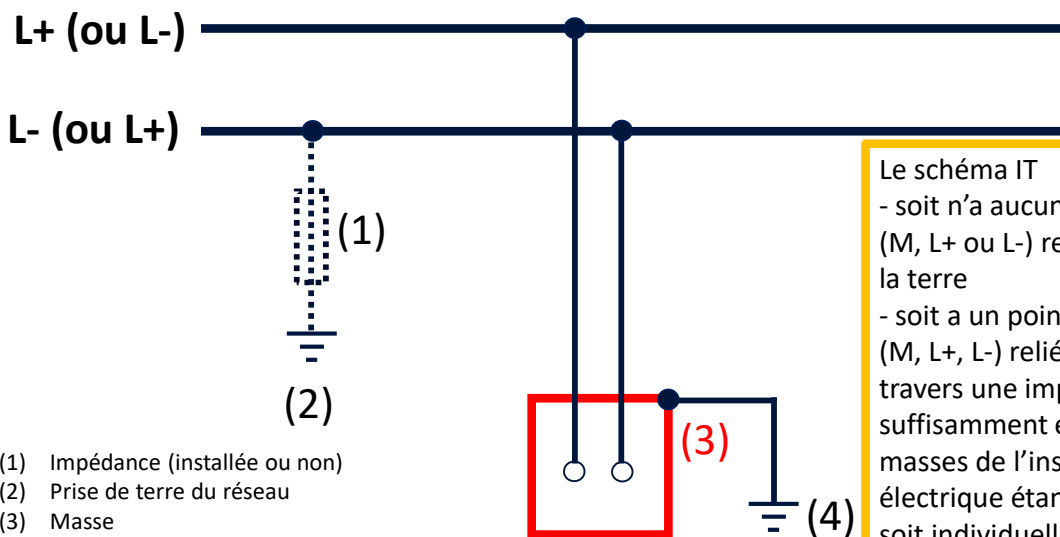 L+ (ou L-)
L- (ou L+)
(1)
(2)
(3)
(4)
(1) Impédance (installée ou non)
(2) Prise de terre du réseau
(3) Masse
Le schéma IT
- soit n’a aucun
(M, L+ ou L-) re
la terre
- soit a un poin
(M, L+, L-) relié
travers une imp
suffisamment é
masses de l’ins
électrique étan
soit individuell